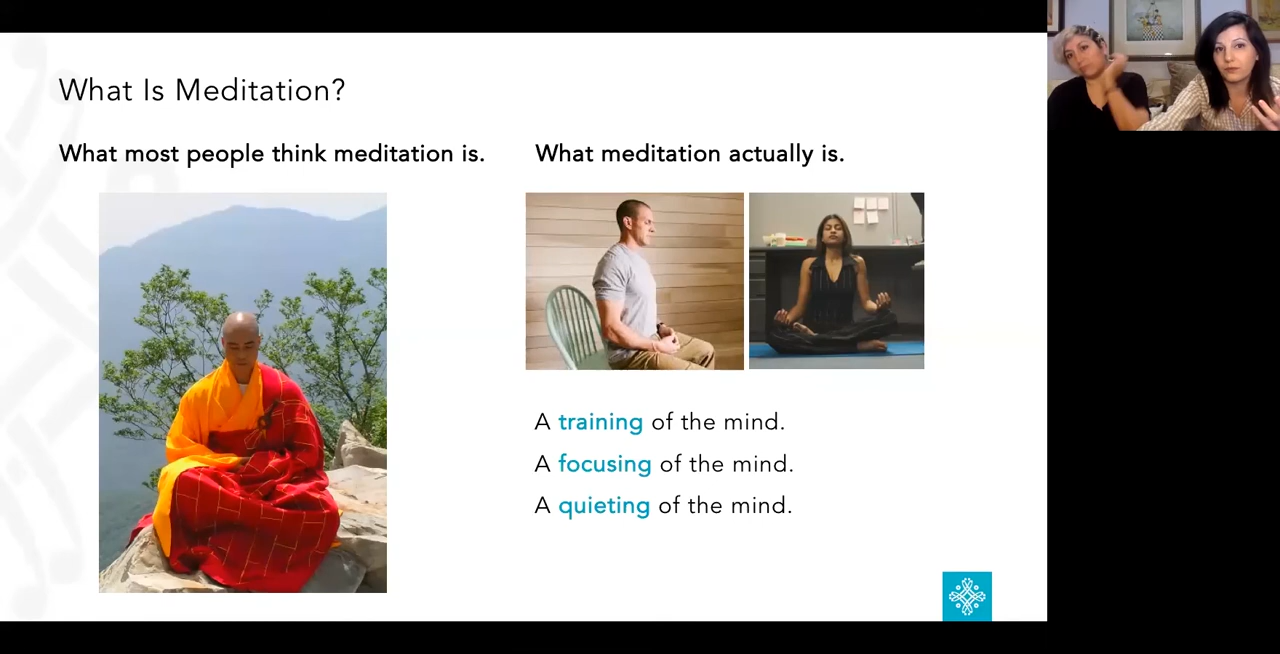 What Is Meditation?
What most people think meditation is.
What meditation actually is.
A training of the mind.
A focusing of the mind.
A quieting of the mind.